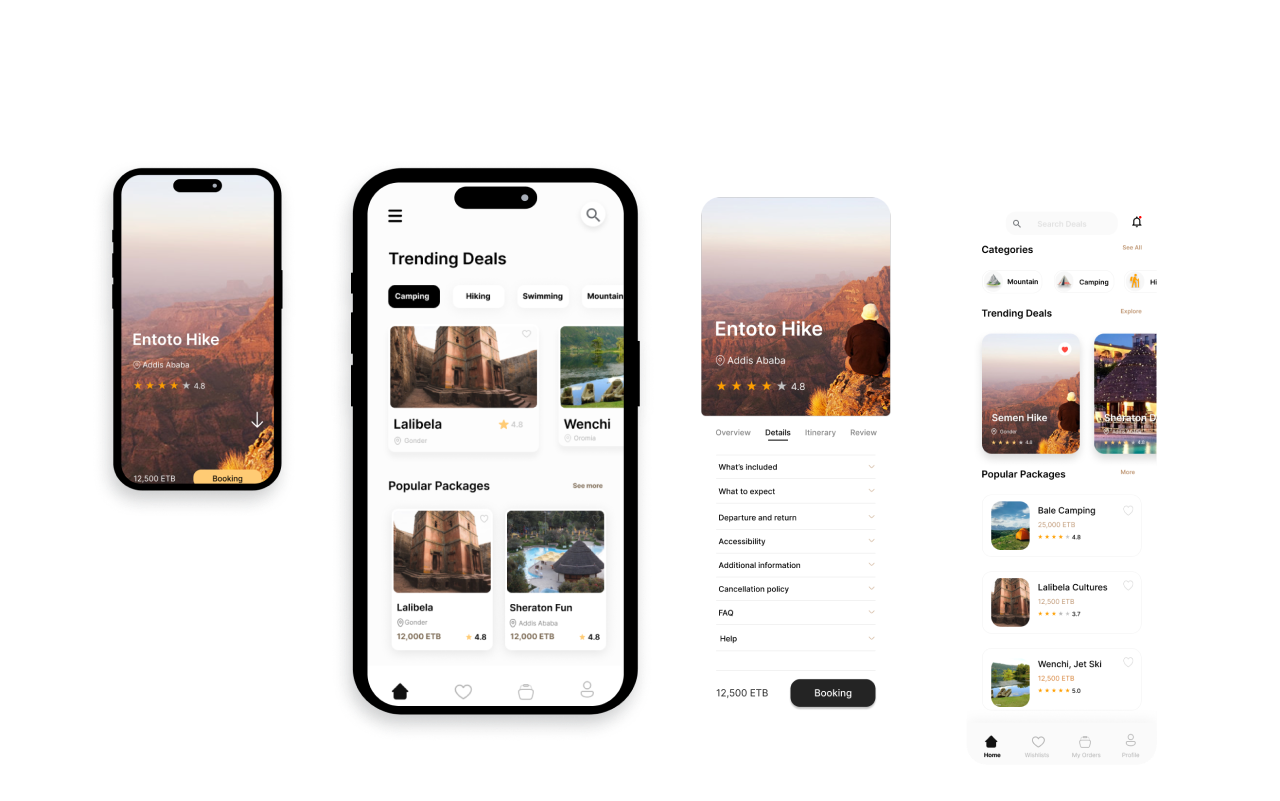 Entoto Hike
Addis Ababa
4.8
12,500 ETB
Booking
Trending Deals
Camping
Hiking
Swimming
Mountain
Lalibela
4.8
Gonder
Wenchi
Oromia
Popular Packages
See more
Lalibela
Gonder
12,000 ETB
4.8
Sheraton Fun
Addis Ababa
12,000 ETB
4.8
Entoto Hike
Addis Ababa
4.8
Overview
Details
Itinerary
Review
What's included
What to expect
Departure and return
Accessibility
Additional information
Cancellation policy
FAQ
Help
12,500 ETB
Booking
Search Deals
Categories
See All
Mountain
Camping
Hi
Trending Deals
Explore
Semen Hike
Gonder
4.8
Sheraton D
4.8
Popular Packages
More
Bale Camping
25,000 ETB
4.8
Lalibela Cultures
12,500 ETB
3.7
Wenchi, Jet Ski
12,500 ETB
5.0
Home
Wishlists
My Orders
Profile